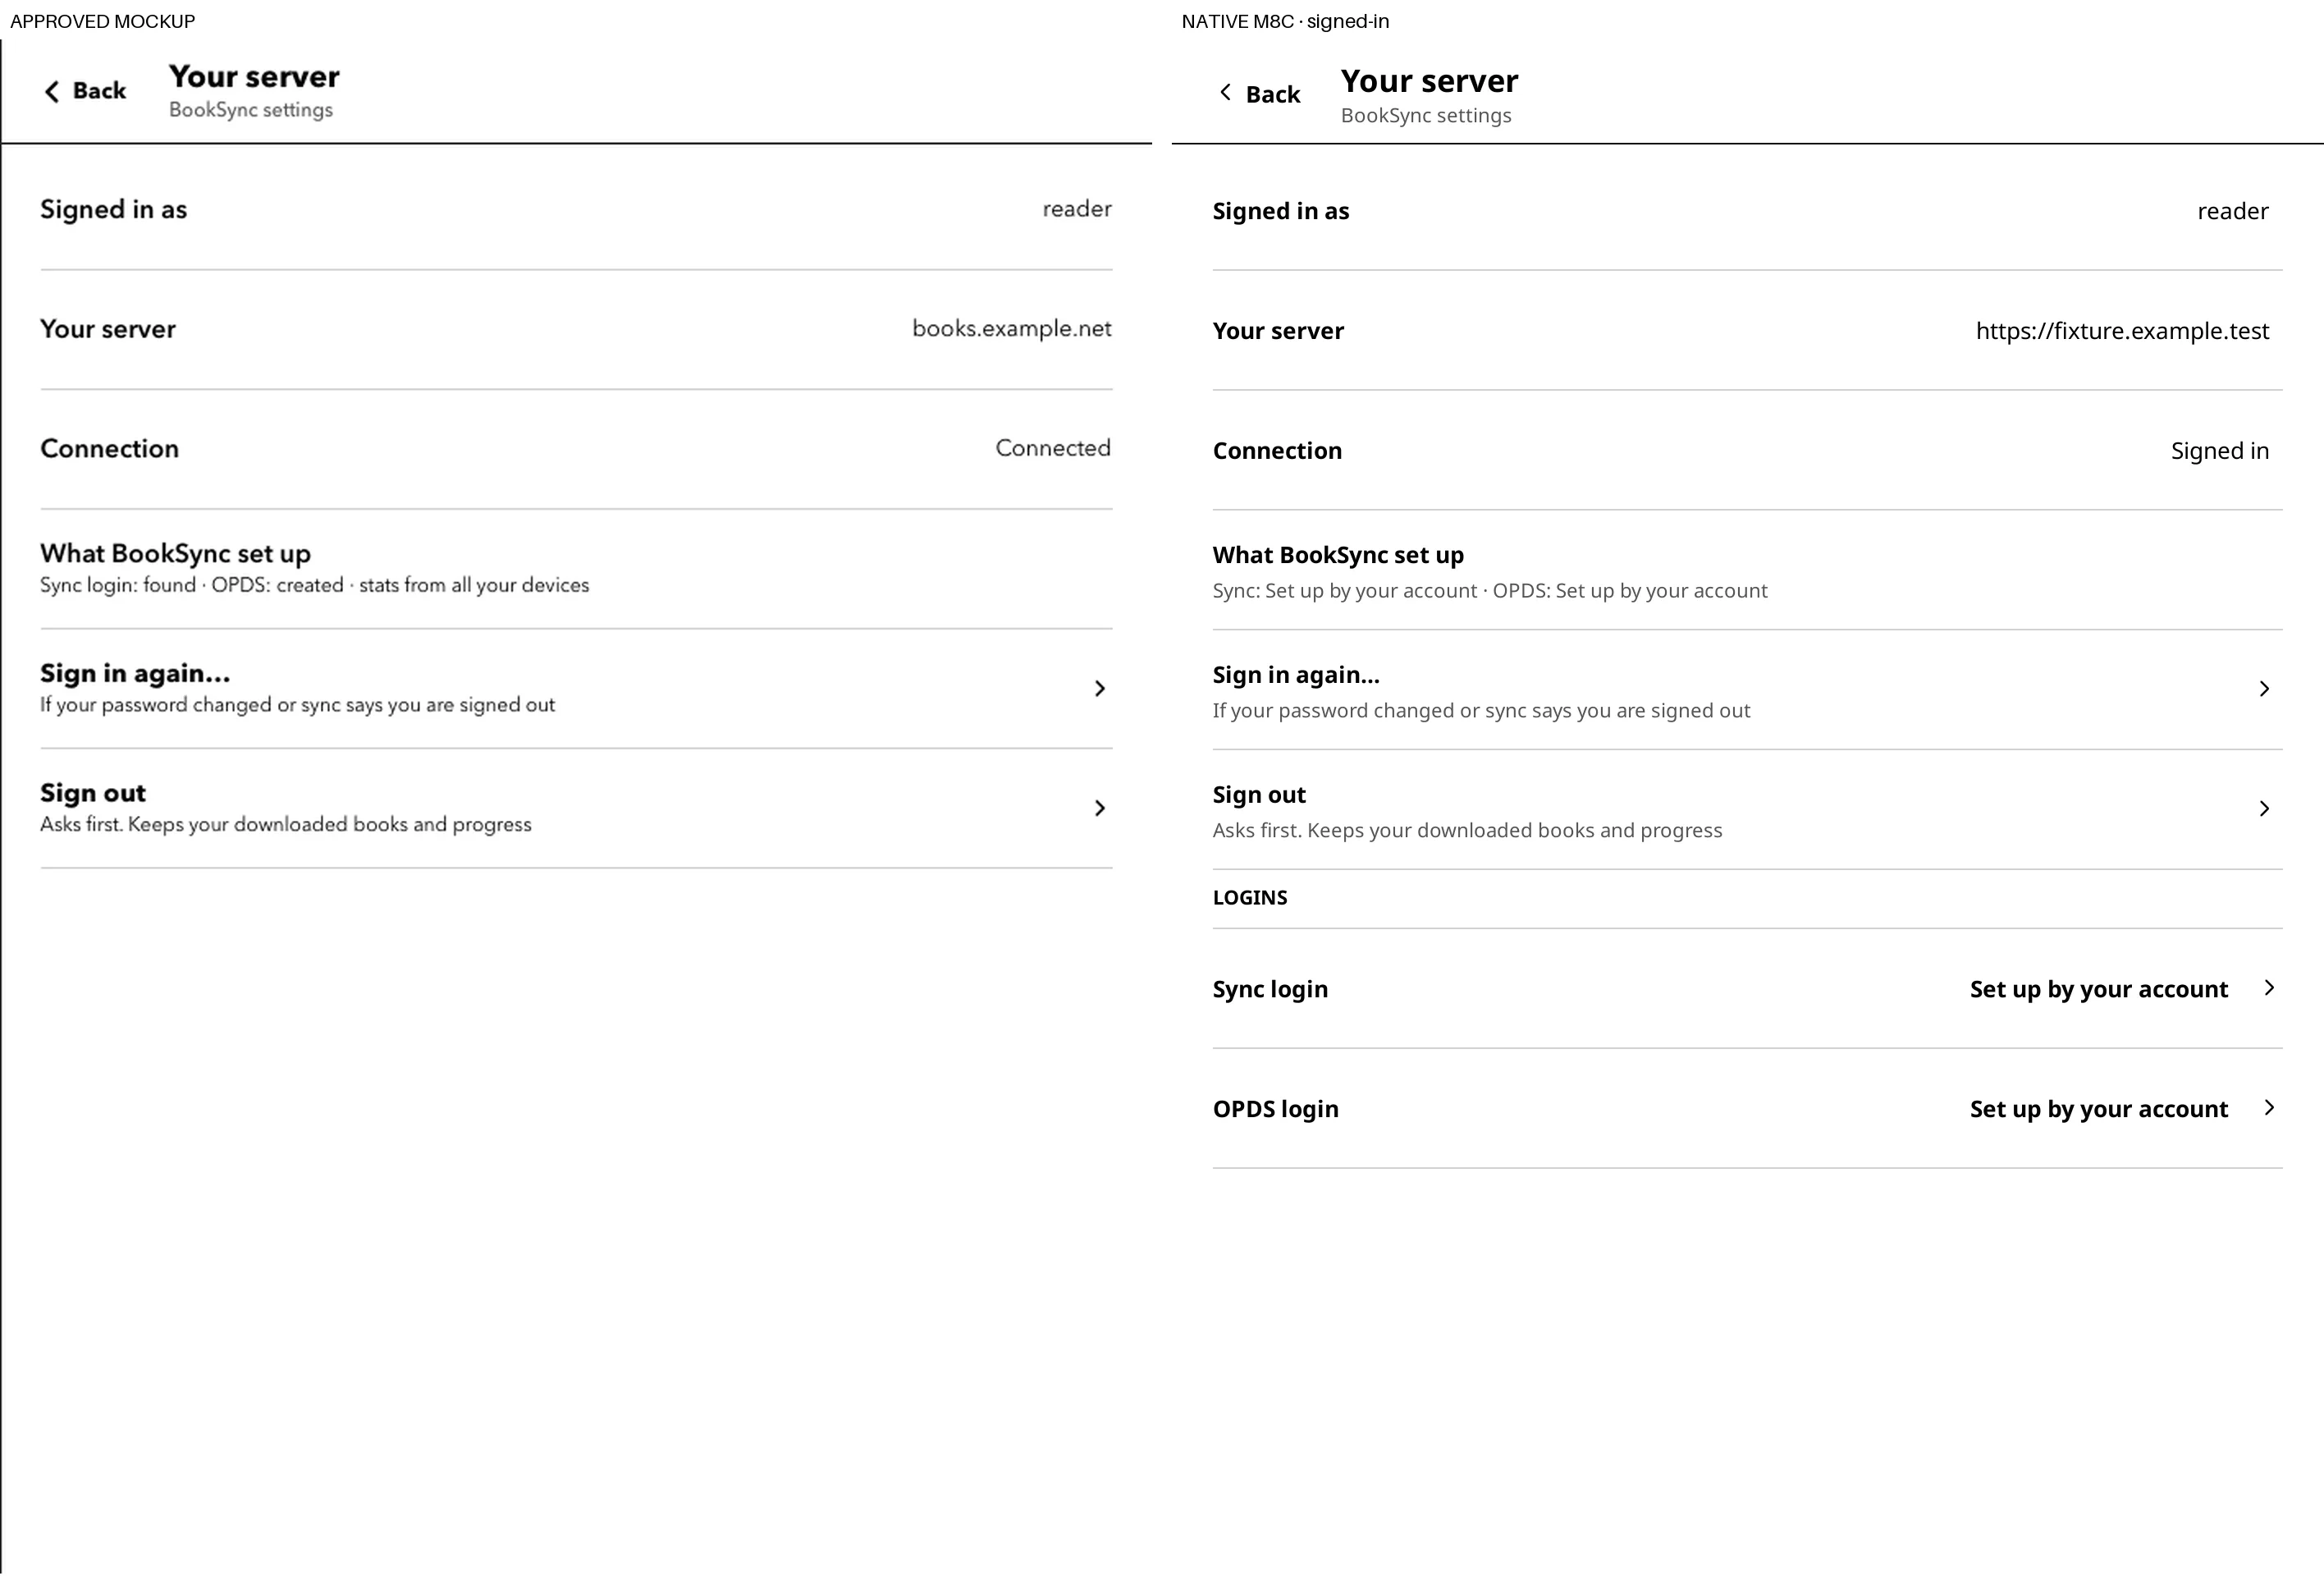 APPROVED MOCKUP
Back
Your server
BookSync settings
Signed in as reader
Your server books.example.net
Connection Connected
What BookSync set up
Sync login: found · OPDS: created · stats from all your devices
Sign in again...
If your password changed or sync says you are signed out
Sign out
Asks first. Keeps your downloaded books and progress
NATIVE M8C · signed-in
Back
Your server
BookSync settings
Signed in as reader
Your server https://fixture.example.test
Connection Signed in
What BookSync set up
Sync: Set up by your account · OPDS: Set up by your account
Sign in again...
If your password changed or sync says you are signed out
Sign out
Asks first. Keeps your downloaded books and progress
LOGINS
Sync login Set up by your account
OPDS login Set up by your account